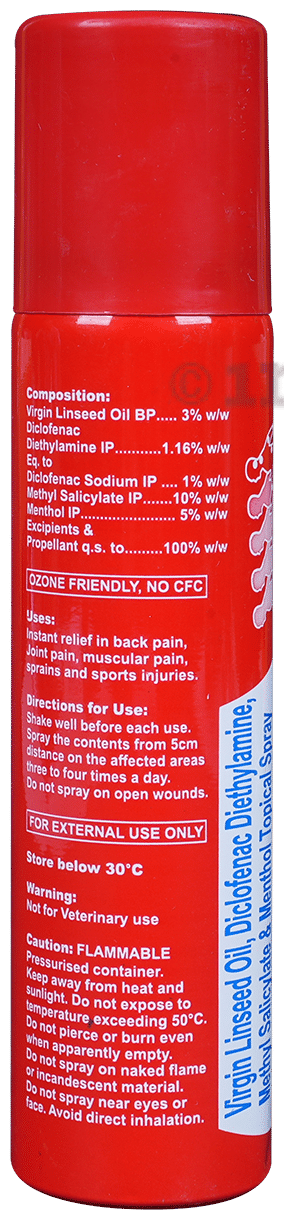 Composition:
Virgin Linseed Oil BP..... 3% w/w
Diclofenac
Diethylamine IP...........1.16% w/w
Eq. to
Diclofenac Sodium IP .... 1% w/w
Methyl Salicylate IP.......10% w/w
Menthol IP....................... 5% w/w
Excipients &
Propellant q.s. to.........100% w/w
OZONE FRIENDLY, NO CFC
Uses:
Instant relief in back pain,
Joint pain, muscular pain,
sprains and sports injuries.
Directions for Use:
Shake well before each use.
Spray the contents from 5cm
distance on the affected areas
three to four times a day.
Do not spray on open wounds.
FOR EXTERNAL USE ONLY
Store below 30°C
Warning:
Not for Veterinary use
Caution: FLAMMABLE
Pressurised container.
Keep away from heat and
sunlight. Do not expose to
temperature exceeding 50°C.
Do not pierce or burn even
when apparently empty.
Do not spray on naked flame
or incandescent material.
Do not spray near eyes or
face. Avoid direct inhalation.
Virgin Linseed Oil, Diclofenac Diethylamine,
Methyl Salicylate & Menthol Topical Spray